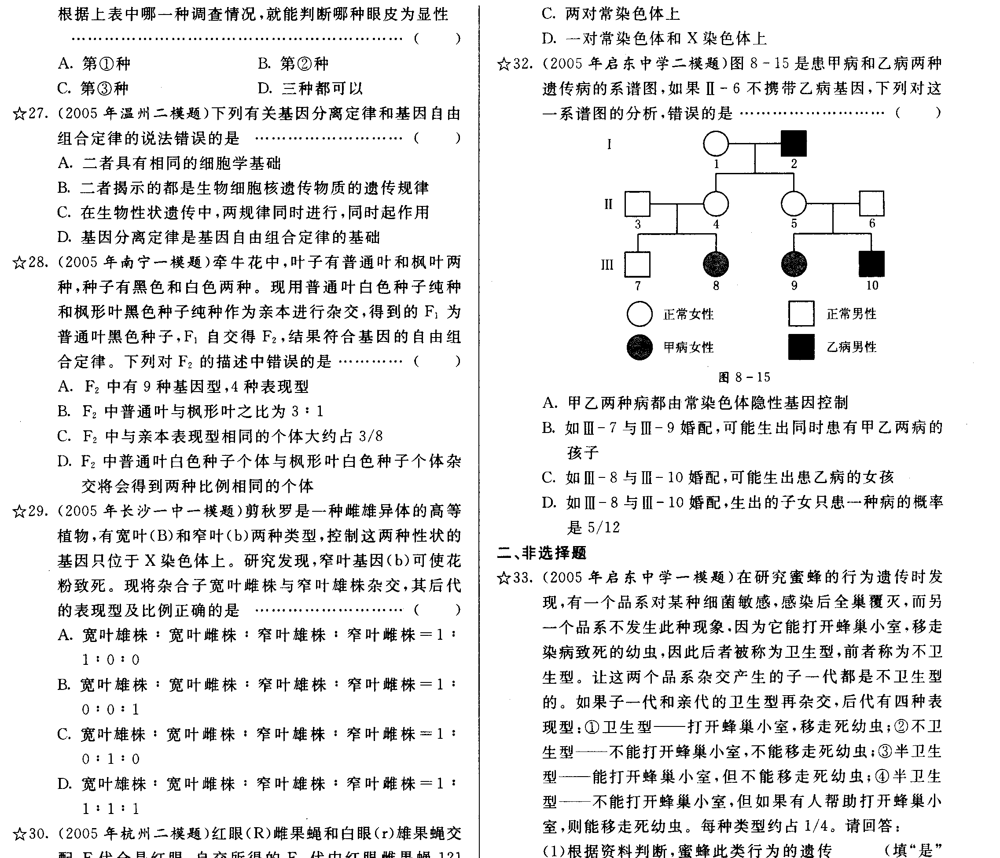 根据上表中哪一种调查情况,就能判断哪种眼皮为显性
………………………………………………………(　　)
A. 第①种　　B. 第②种
C. 第③种　　D. 三种都可以
☆27. (2005 年温州二模题)下列有关基因分离定律和基因自由
组合定律的说法错误的是 ………………………(　　)
A. 二者具有相同的细胞学基础
B. 二者揭示的都是生物细胞核遗传物质的遗传规律
C. 在生物性状遗传中,两规律同时进行,同时起作用
D. 基因分离定律是基因自由组合定律的基础
☆28. (2005 年南宁一模题)牵牛花中,叶子有普通叶和枫叶两
种,种子有黑色和白色两种。现用普通叶白色种子纯种
和枫形叶黑色种子纯种作为亲本进行杂交,得到的 F₁ 为
普通叶黑色种子,F₁ 自交得 F₂,结果符合基因的自由组
合定律。下列对 F₂ 的描述中错误的是 …………(　　)
A. F₂ 中有 9 种基因型,4 种表现型
B. F₂ 中普通叶与枫形叶之比为 3∶1
C. F₂ 中与亲本表现型相同的个体大约占 3/8
D. F₂ 中普通叶白色种子个体与枫形叶白色种子个体杂
交将会得到两种比例相同的个体
☆29. (2005 年长沙一中一模题)剪秋罗是一种雌雄异体的高等
植物,有宽叶(B)和窄叶(b)两种类型,控制这两种性状的
基因只位于 X 染色体上。研究发现,窄叶基因(b)可使花
粉致死。现将杂合子宽叶雌株与窄叶雄株杂交,其后代
的表现型及比例正确的是 ………………………(　　)
A. 宽叶雄株∶宽叶雌株∶窄叶雄株∶窄叶雌株=1∶
1∶0∶0
B. 宽叶雄株∶宽叶雌株∶窄叶雄株∶窄叶雌株=1∶
0∶0∶1
C. 宽叶雄株∶宽叶雌株∶窄叶雄株∶窄叶雌株=1∶
0∶1∶0
D. 宽叶雄株∶宽叶雌株∶窄叶雄株∶窄叶雌株=1∶
1∶1∶1
☆30. (2005 年杭州二模题)红眼(R)雌果蝇和白眼(r)雄果蝇交
C. 两对常染色体上
D. 一对常染色体和 X 染色体上
☆32. (2005 年启东中学二模题)图 8-15 是患甲病和乙病两种
遗传病的系谱图,如果Ⅱ-6 不携带乙病基因,下列对这
一系谱图的分析,错误的是 ………………………(　　)
Ⅰ
1 2
Ⅱ
3 4 5 6
Ⅲ
7 8 9 10
正常女性　正常男性
甲病女性　乙病男性
图 8-15
A. 甲乙两种病都由常染色体隐性基因控制
B. 如Ⅲ-7 与Ⅲ-9 婚配,可能生出同时患有甲乙两病的
孩子
C. 如Ⅲ-8 与Ⅲ-10 婚配,可能生出患乙病的女孩
D. 如Ⅲ-8 与Ⅲ-10 婚配,生出的子女只患一种病的概率
是 5/12
二、非选择题
☆33. (2005 年启东中学一模题)在研究蜜蜂的行为遗传时发
现,有一个品系对某种细菌敏感,感染后全巢覆灭,而另
一个品系不发生此种现象,因为它能打开蜂巢小室,移走
染病致死的幼虫,因此后者被称为卫生型,前者称为不卫
生型。让这两个品系杂交产生的子一代都是不卫生型
的。如果子一代和亲代的卫生型再杂交,后代有四种表
现型:①卫生型——打开蜂巢小室,移走死幼虫;②不卫
生型——不能打开蜂巢小室,不能移走死幼虫;③半卫生
型——能打开蜂巢小室,但不能移走死幼虫;④半卫生
型——不能打开蜂巢小室,但如果有人帮助打开蜂巢小
室,则能移走死幼虫。每种类型约占 1/4。请回答:
(1)根据资料判断,蜜蜂此类行为的遗传　　　(填“是”